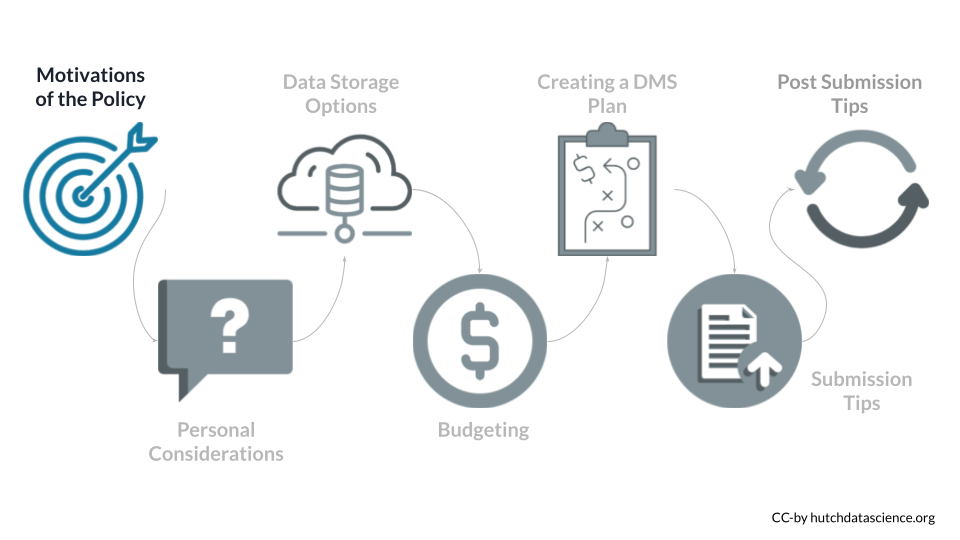 Motivations
of the Policy
Personal
Considerations
Data Storage
Options
$
Budgeting
Creating a DMS
Plan
Submission
Tips
Post Submission
Tips
CC-by hutchdatascience.org